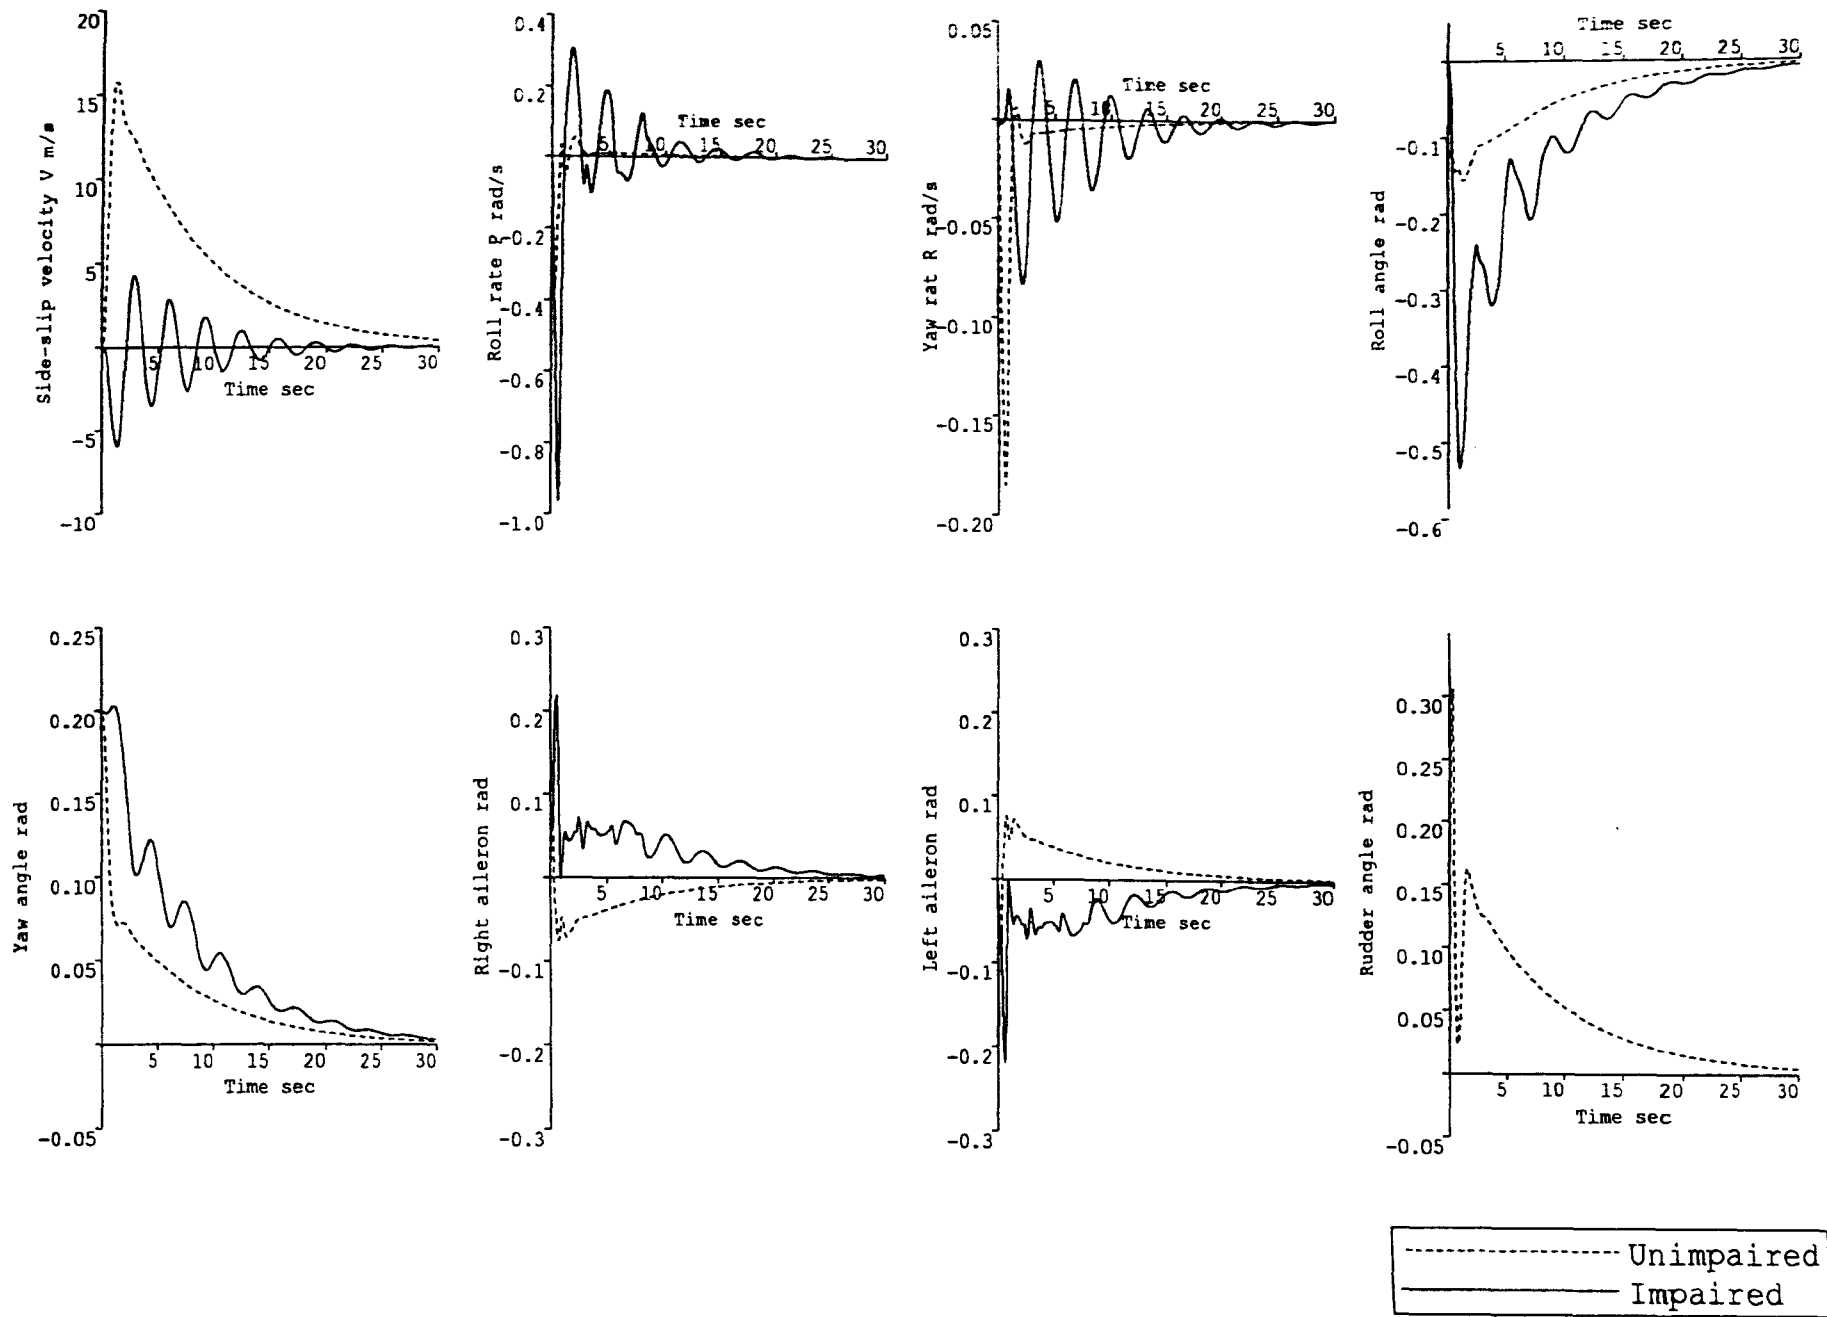 Side-slip velocity V m/s
20
15
10
5
-5
-10
5 10 15 20 25 30
Time sec
Roll rate P rad/s
0.4
0.2
-0.2
-0.4
-0.6
-0.8
-1.0
Time sec
5 10 15 20 25 30
Yaw rat R rad/s
0.05
-0.05
-0.10
-0.15
-0.20
Time sec
5 10 15 20 25 30
Roll angle rad
Time sec
5 10 15 20 25 30
-0.1
-0.2
-0.3
-0.4
-0.5
-0.6
Yaw angle rad
0.25
0.20
0.15
0.10
0.05
-0.05
5 10 15 20 25 30
Time sec
Right aileron rad
0.3
0.2
0.1
-0.1
-0.2
-0.3
5 10 15 20 25 30
Time sec
Left aileron rad
0.3
0.2
0.1
-0.1
-0.2
-0.3
5 10 15 20 25 30
Time sec
Rudder angle rad
0.30
0.25
0.20
0.15
0.10
0.05
-0.05
5 10 15 20 25 30
Time sec
Unimpaired
Impaired